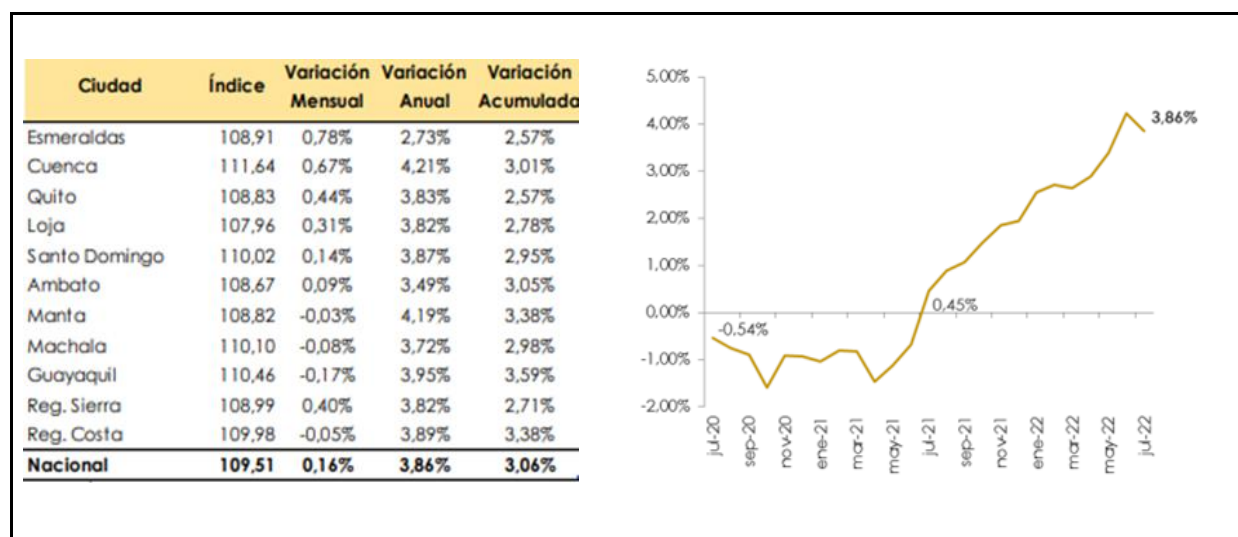 Ciudad Índice Variación Mensual Variación Anual Variación Acumulada
Esmeraldas 108,91 0,78% 2,73% 2,57%
Cuenca 111,64 0,67% 4,21% 3,01%
Quito 108,83 0,44% 3,83% 2,57%
Loja 107,96 0,31% 3,82% 2,78%
Santo Domingo 110,02 0,14% 3,87% 2,95%
Ambato 108,67 0,09% 3,49% 3,05%
Manta 108,82 -0,03% 4,19% 3,38%
Machala 110,10 -0,08% 3,72% 2,98%
Guayaquil 110,46 -0,17% 3,95% 3,59%
Reg. Sierra 108,99 0,40% 3,82% 2,71%
Reg. Costa 109,98 -0,05% 3,89% 3,38%
Nacional 109,51 0,16% 3,86% 3,06%
5,00%
4,00%
3,00%
2,00%
1,00%
0,00%
-1,00%
-2,00%
3,86%
0,45%
-0,54%
jul-20
sep-20
nov-20
ene-21
mar-21
may-21
jul-21
sep-21
nov-21
ene-22
mar-22
may-22
jul-22